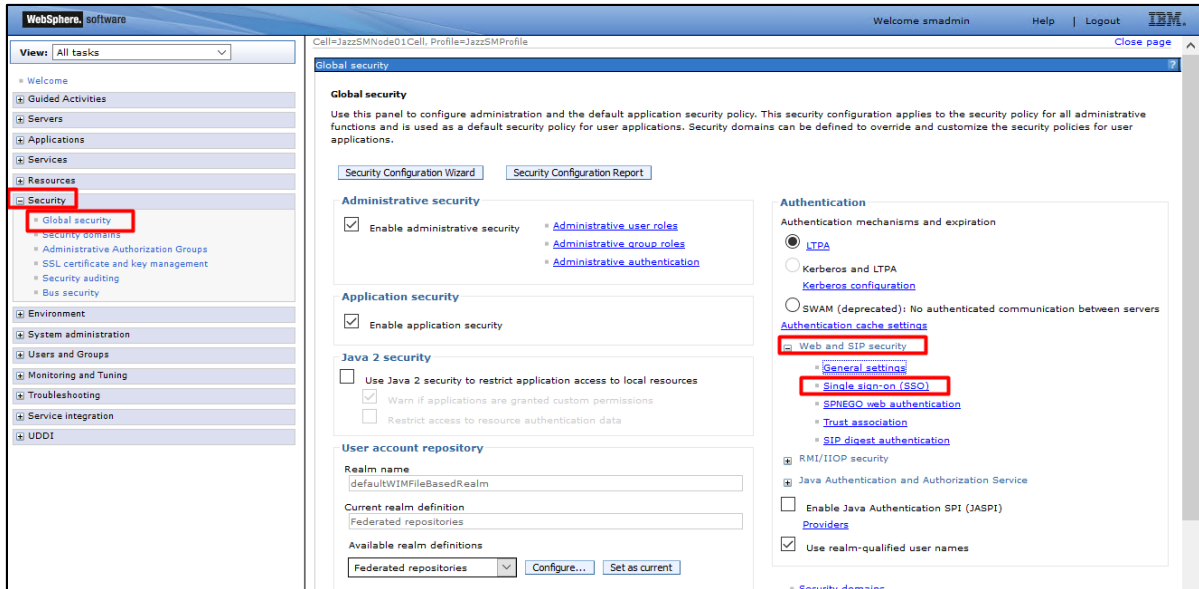 WebSphere. software
Welcome smadmin Help | Logout IBM.
View: All tasks
Welcome
Guided Activities
Servers
Applications
Services
Resources
Security
Global security
Security domains
Administrative Authorization Groups
SSL certificate and key management
Security auditing
Bus security
Environment
System administration
Users and Groups
Monitoring and Tuning
Troubleshooting
Service integration
UDDI
Cell=JazzSMNode01Cell, Profile=JazzSMProfile
Close page
Global security
?
Global security
Use this panel to configure administration and the default application security policy. This security configuration applies to the security policy for all administrative
functions and is used as a default security policy for user applications. Security domains can be defined to override and customize the security policies for user
applications.
Security Configuration Wizard Security Configuration Report
Administrative security
Enable administrative security
Administrative user roles
Administrative group roles
Administrative authentication
Application security
Enable application security
Java 2 security
Use Java 2 security to restrict application access to local resources
Warn if applications are granted custom permissions
Restrict access to resource authentication data
User account repository
Realm name
defaultWIMFileBasedRealm
Current realm definition
Federated repositories
Available realm definitions
Federated repositories Configure... Set as current
Authentication
Authentication mechanisms and expiration
LTPA
Kerberos and LTPA
Kerberos configuration
SWAM (deprecated): No authenticated communication between servers
Authentication cache settings
Web and SIP security
General settings
Single sign-on (SSO)
SPNEGO web authentication
Trust association
SIP digest authentication
RMI/IIOP security
Java Authentication and Authorization Service
Enable Java Authentication SPI (JASPI)
Providers
Use realm-qualified user names
Security domains